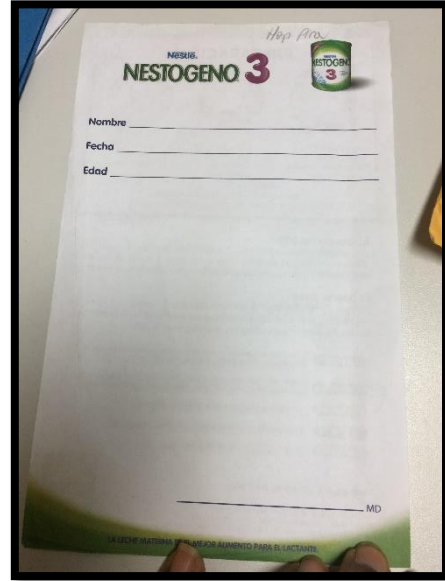 Nestlé.
NESTOGENO 3
NESTOGENO
3
Nombre
Fecha
Edad
MD
LA LECHE MATERNA ES EL MEJOR ALIMENTO PARA EL LACTANTE.